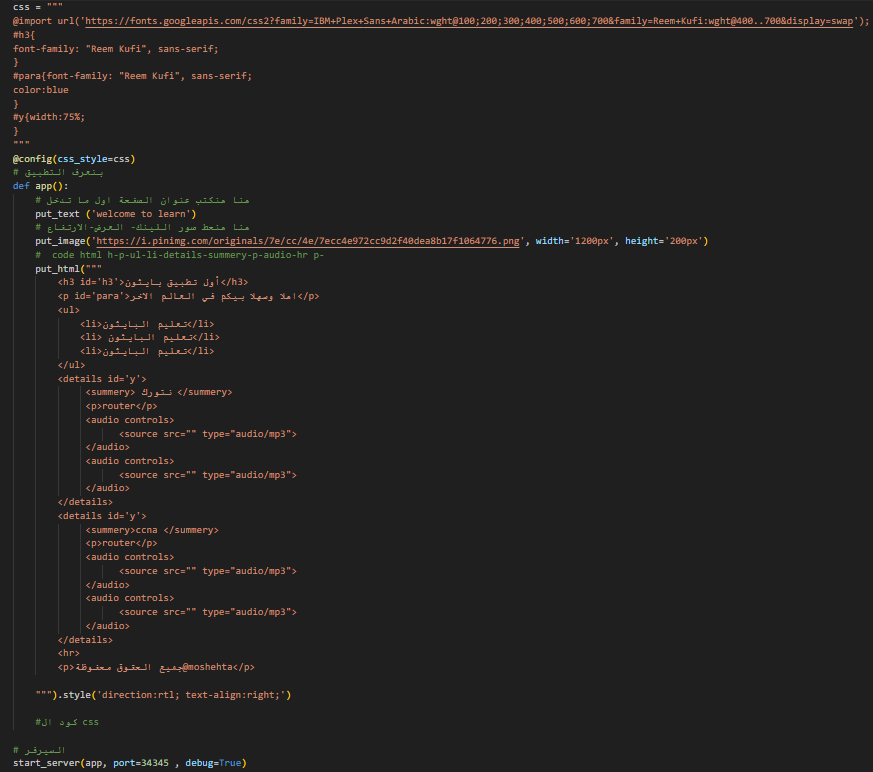 css = """
@import url('https://fonts.googleapis.com/css2?family=IBM+Plex+Sans+Arabic:wght@100;200;300;400;500;600;700&family=Reem+Kufi:wght@400..700&display=swap');
#h3{
font-family: "Reem Kufi", sans-serif;
}
#para{font-family: "Reem Kufi", sans-serif;
color:blue
}
#y{width:75%;
}
"""
@config(css_style=css)
# بنعرف التطبيق
def app():
# هنا هنكتب عنوان الصفحة اول ما تدخل
put_text ('welcome to learn')
# هنا هنحط صور اللينك- العرض-الارتفاع
put_image('https://i.pinimg.com/originals/7e/cc/4e/7ecc4e972cc9d2f40dea8b17f1064776.png', width='1200px', height='200px')
#  code html h-p-ul-li-details-summery-p-audio-hr p-
put_html("""
<h3 id='h3'>أول تطبيق بايثون</h3>
<p id='para'>اهلا وسهلا بيكم في العالم الاخر</p>
<ul>
<li>تعليم البايثون</li>
<li> تعليم البايثون</li>
<li>تعليم البايثون</li>
</ul>
<details id='y'>
<summery> نتورك </summery>
<p>router</p>
<audio controls>
<source src="" type="audio/mp3">
</audio>
<audio controls>
<source src="" type="audio/mp3">
</audio>
</details>
<details id='y'>
<summery>ccna </summery>
<p>router</p>
<audio controls>
<source src="" type="audio/mp3">
</audio>
<audio controls>
<source src="" type="audio/mp3">
</audio>
</details>
<hr>
<p>جميع الحقوق محفوظة@moshehta</p>
""").style('direction:rtl; text-align:right;')
#كود ال css
# السيرفر
start_server(app, port=34345 , debug=True)